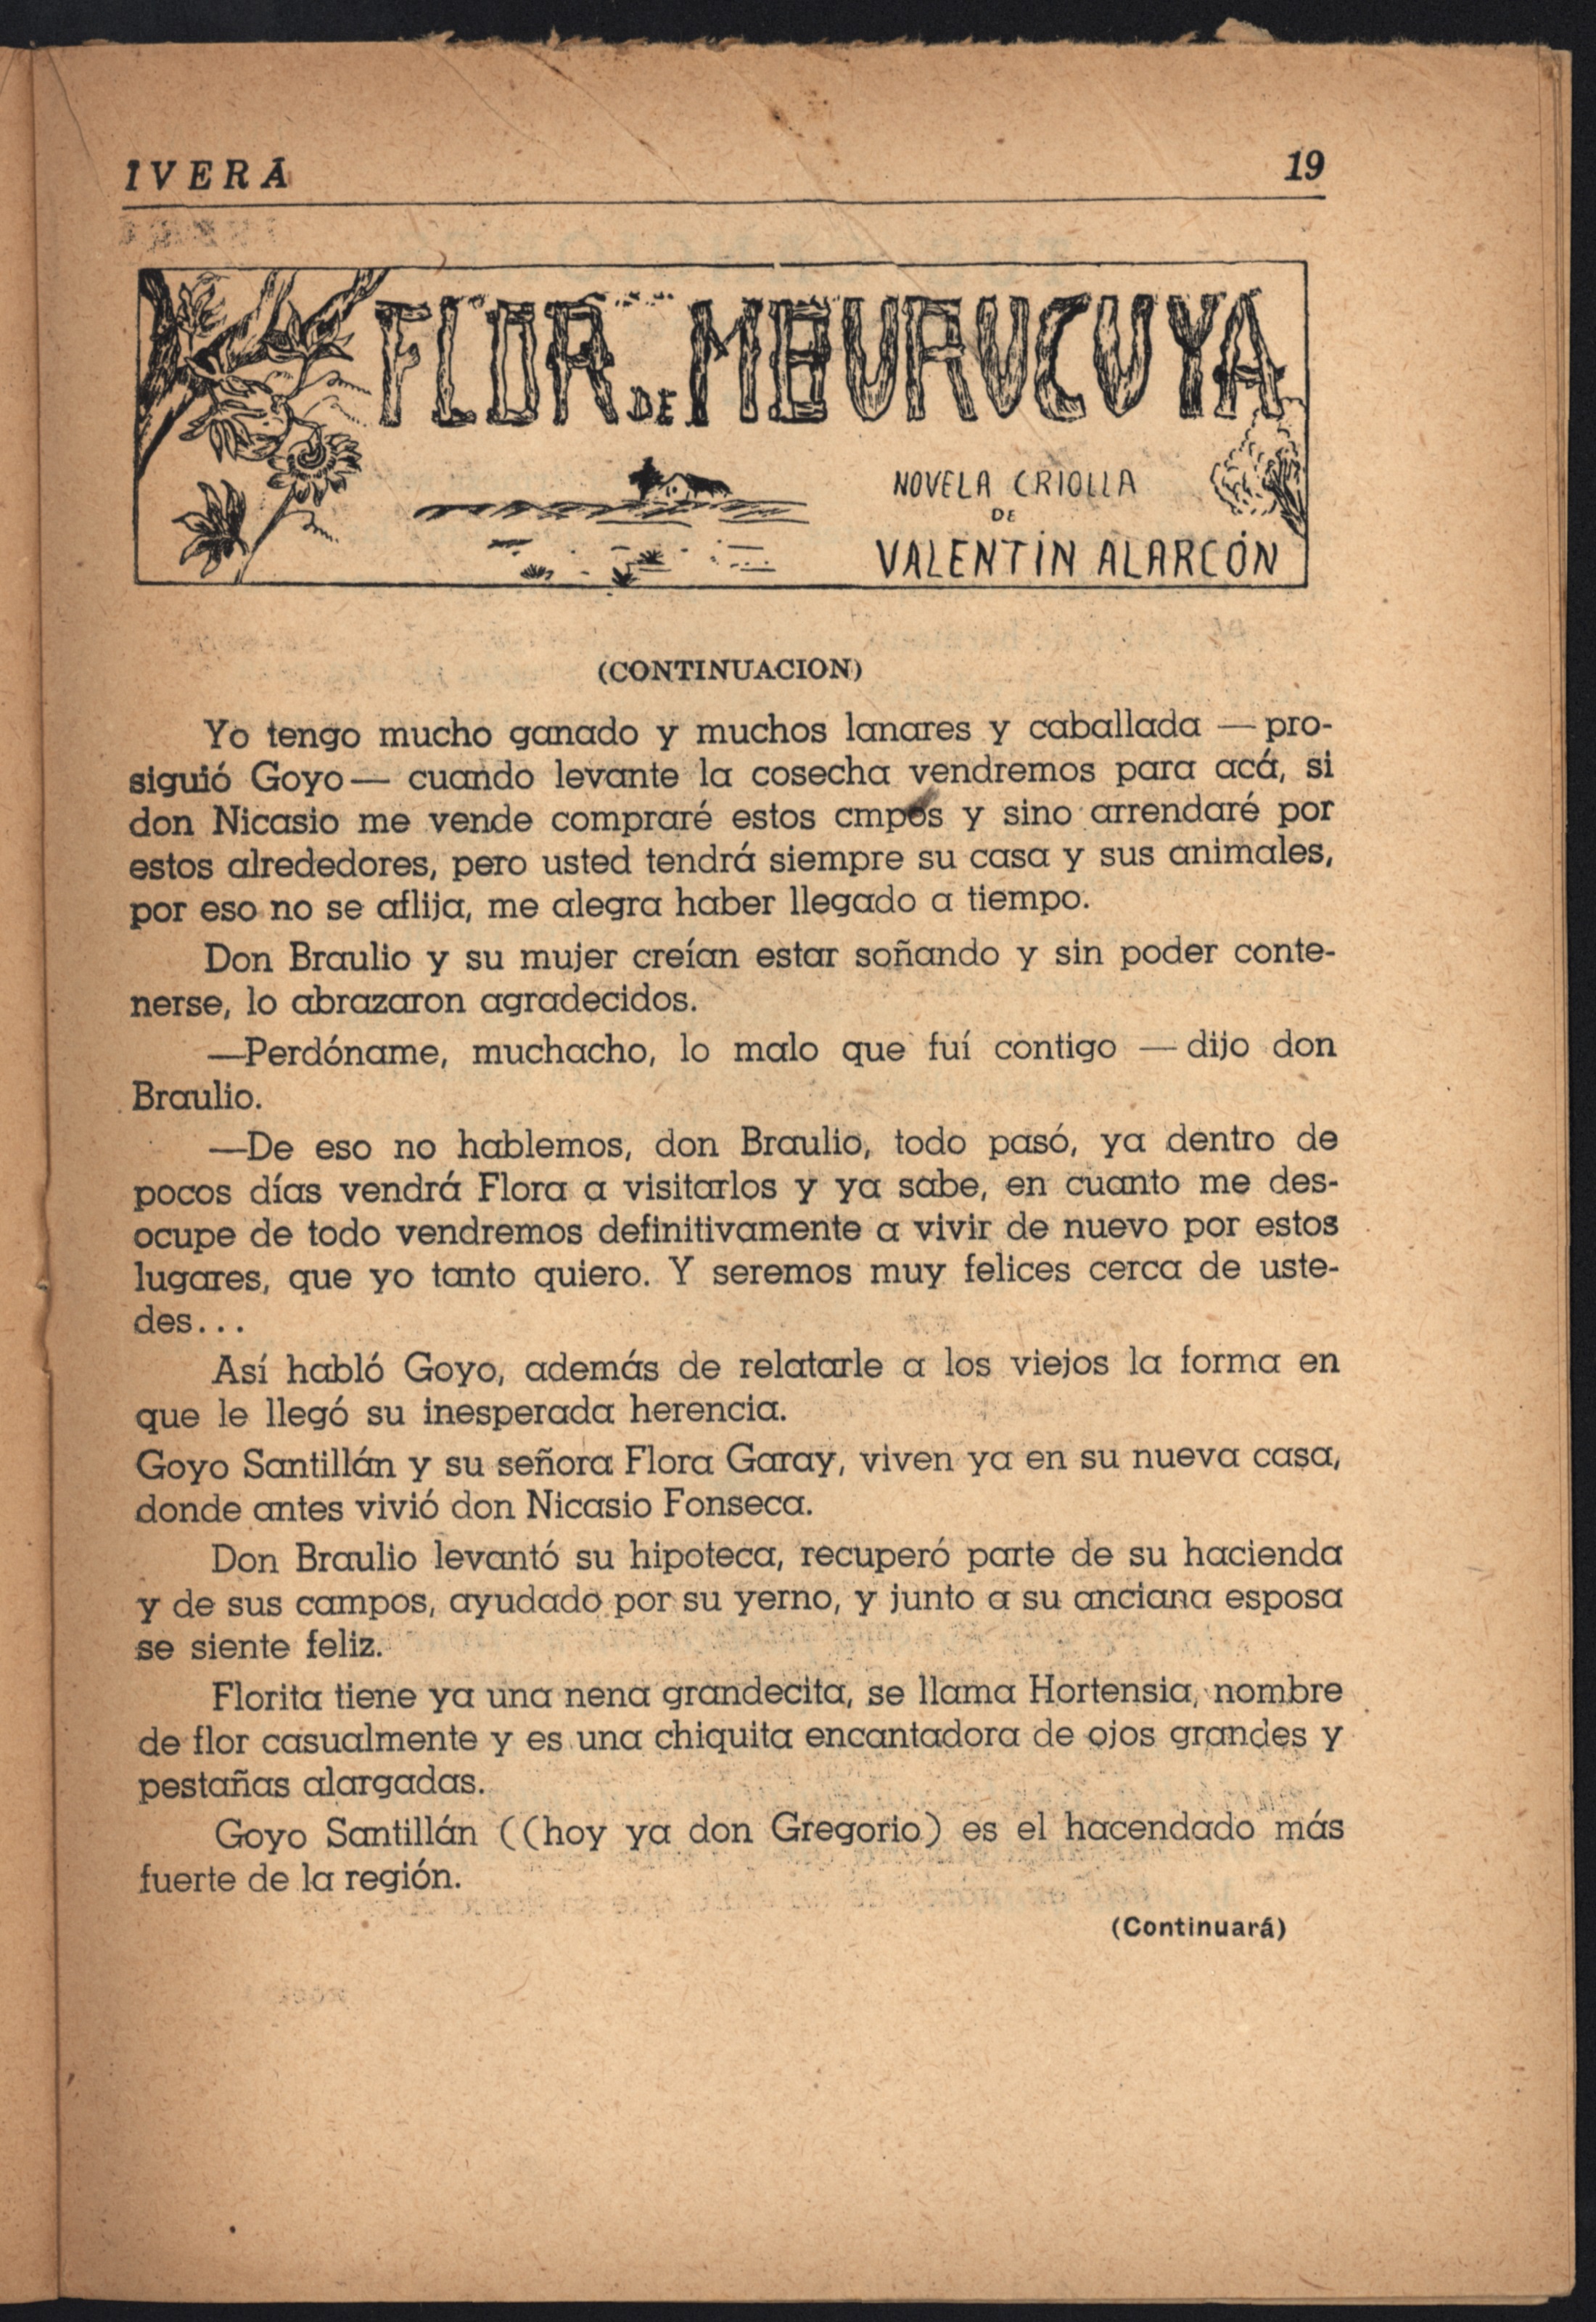 IVERA
19
FLOR DE MBURUCUYA
NOVELA CRIOLLA
DE
VALENTÍN ALARCÓN
(CONTINUACION)
Yo tengo mucho ganado y muchos lanares y caballada — pro-
siguió Goyo — cuando levante la cosecha vendremos para acá, si
don Nicasio me vende compraré estos cmpos y sino arrendaré por
estos alrededores, pero usted tendrá siempre su casa y sus animales,
por eso no se aflija, me alegra haber llegado a tiempo.
Don Braulio y su mujer creían estar soñando y sin poder conte-
nerse, lo abrazaron agradecidos.
—Perdóname, muchacho, lo malo que fuí contigo — dijo don
Braulio.
—De eso no hablemos, don Braulio, todo pasó, ya dentro de
pocos días vendrá Flora a visitarlos y ya sabe, en cuanto me des-
ocupe de todo vendremos definitivamente a vivir de nuevo por estos
lugares, que yo tanto quiero. Y seremos muy felices cerca de uste-
des...
Así habló Goyo, además de relatarle a los viejos la forma en
que le llegó su inesperada herencia.
Goyo Santillán y su señora Flora Garay, viven ya en su nueva casa,
donde antes vivió don Nicasio Fonseca.
Don Braulio levantó su hipoteca, recuperó parte de su hacienda
y de sus campos, ayudado por su yerno, y junto a su anciana esposa
se siente feliz.
Florita tiene ya una nena grandecita, se llama Hortensia, nombre
de flor casualmente y es una chiquita encantadora de ojos grandes y
pestañas alargadas.
Goyo Santillán ((hoy ya don Gregorio) es el hacendado más
fuerte de la región.
(Continuará)